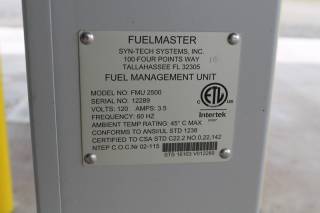 FUELMASTER
SYN-TECH SYSTEMS, INC.
100-FOUR POINTS WAY
TALLAHASSEE FL 32305
FUEL MANAGEMENT UNIT
MODEL NO: FMU 2500
SERIAL NO: 12289
VOLTS: 120 AMPS: 3.5
FREQUENCY: 60 HZ
AMBIENT TEMP RATING: 45° C MAX
CONFORMS TO ANSI/UL STD 1238
CERTIFIED TO CSA STD C22.2 NO.0,22,142
NTEP C.O.C.Nr 02-115
ETL
Intertek